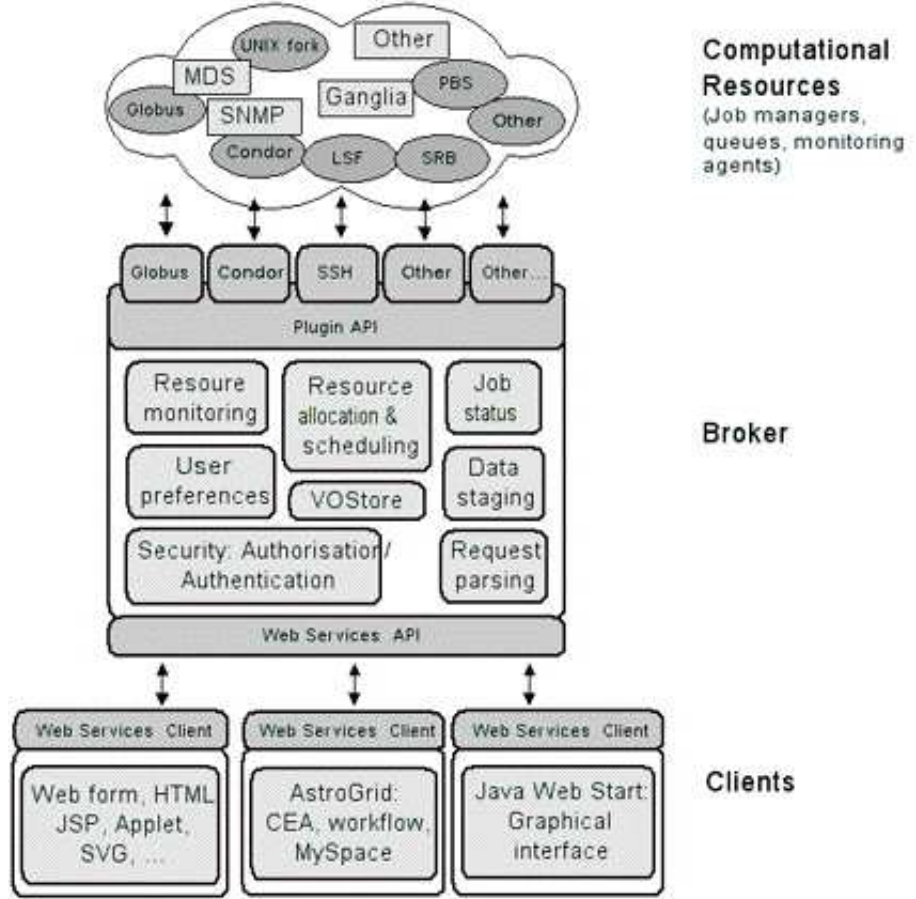 UNIX fork
Other
MDS
PBS
Ganglia
Globus
SNMP
Other
Condor
LSF
SRB
Computational
Resources
(Job managers,
queues, monitoring
agents)
Globus
Condor
SSH
Other
Other...
Plugin API
Resoure
monitoring
Resource
allocation &
scheduling
Job
status
User
preferences
VOStore
Data
staging
Security: Authorisation/
Authentication
Request
parsing
Broker
Web Services API
Web Services Client
Web form, HTML
JSP, Applet,
SVG, ...
Web Services Client
AstroGrid:
CEA, workflow,
MySpace
Web Services Client
Java Web Start:
Graphical
interface
Clients